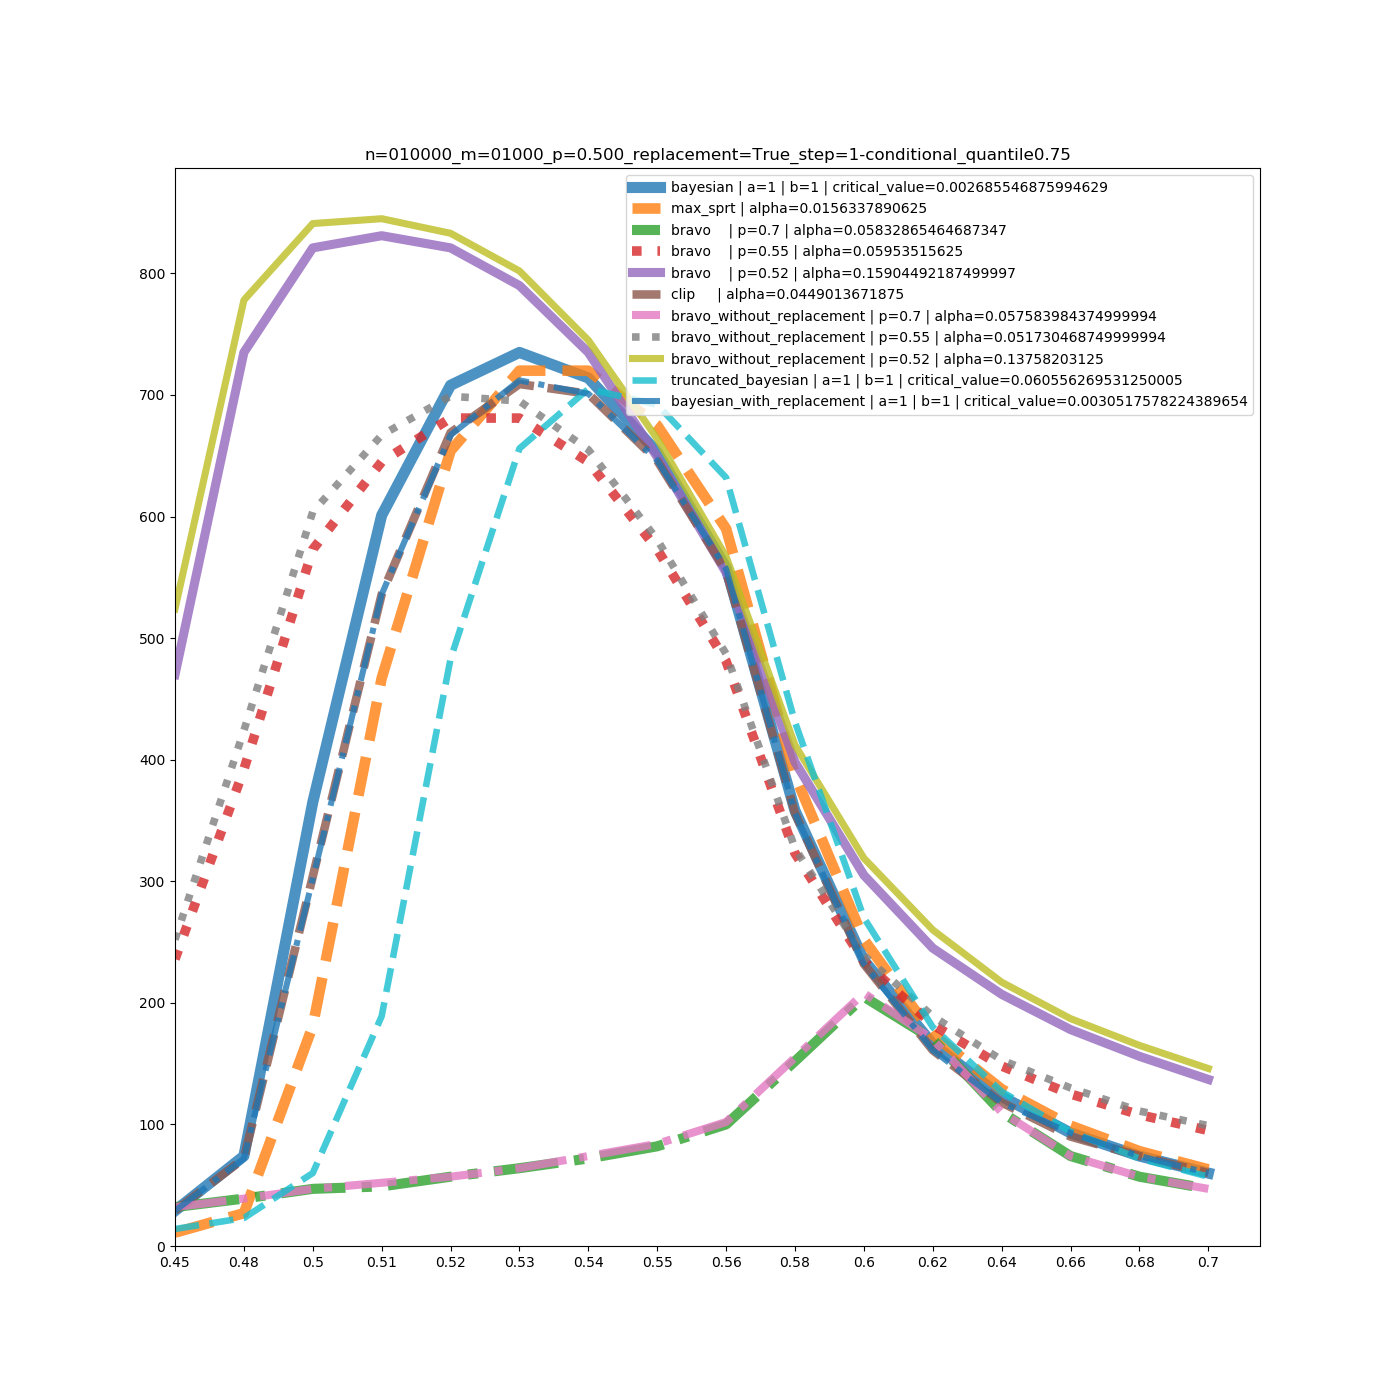 n=010000_m=01000_p=0.500_replacement=True_step=1-conditional_quantile0.75
bayesian | a=1 | b=1 | critical_value=0.002685546875994629
max_sprt | alpha=0.0156337890625
bravo | p=0.7 | alpha=0.05832865464687347
bravo | p=0.55 | alpha=0.05953515625
bravo | p=0.52 | alpha=0.15904492187499997
clip | alpha=0.0449013671875
bravo_without_replacement | p=0.7 | alpha=0.057583984374999994
bravo_without_replacement | p=0.55 | alpha=0.051730468749999994
bravo_without_replacement | p=0.52 | alpha=0.13758203125
truncated_bayesian | a=1 | b=1 | critical_value=0.060556269531250005
bayesian_with_replacement | a=1 | b=1 | critical_value=0.0030517578224389654
800
700
600
500
400
300
200
100
0
0.45 0.48 0.5 0.51 0.52 0.53 0.54 0.55 0.56 0.58 0.6 0.62 0.64 0.66 0.68 0.7